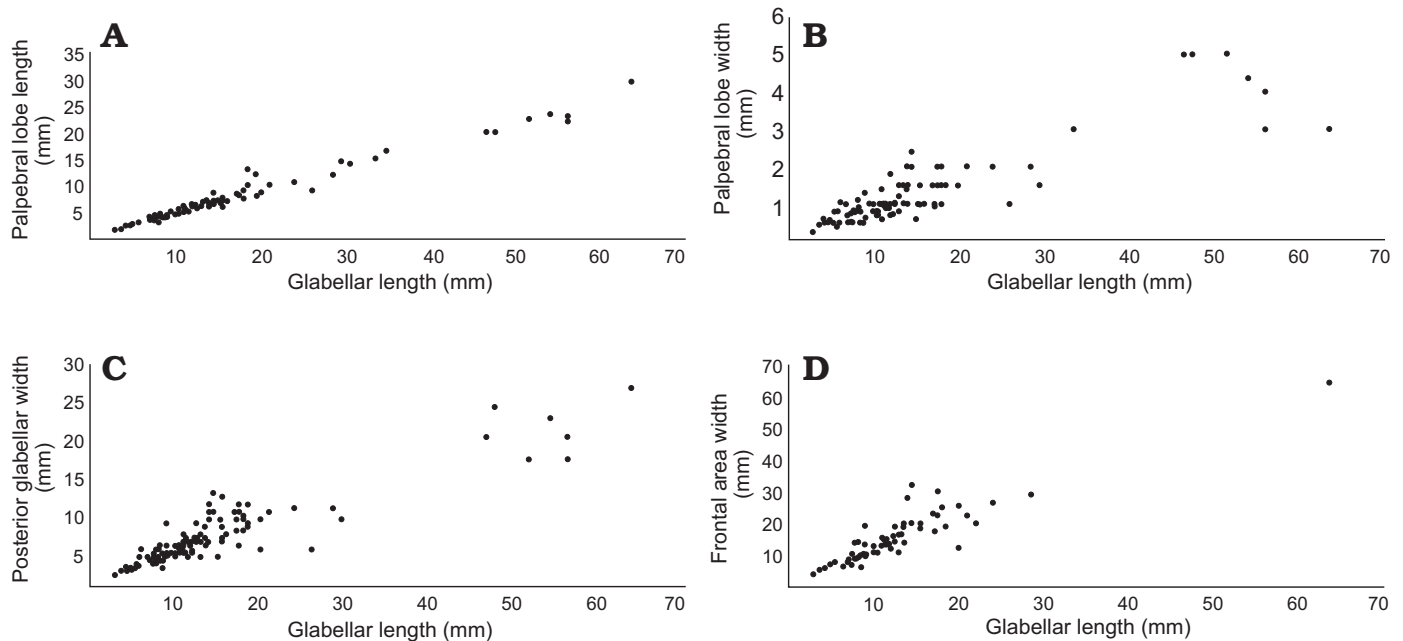 A
Palpebral lobe length
(mm)
35
30
25
20
15
10
5
10 20 30 40 50 60 70
Glabellar length (mm)
B
Palpebral lobe width
(mm)
6
5
4
3
2
1
10 20 30 40 50 60 70
Glabellar length (mm)
C
Posterior glabellar width
(mm)
30
25
20
15
10
5
10 20 30 40 50 60 70
Glabellar length (mm)
D
Frontal area width
(mm)
70
60
50
40
30
20
10
10 20 30 40 50 60 70
Glabellar length (mm)